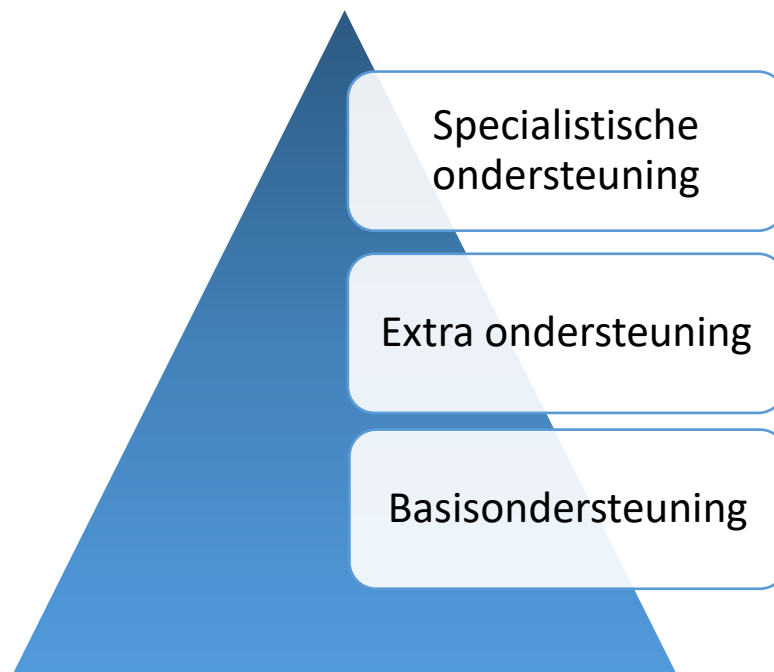 Specialistische
ondersteuning
Extra ondersteuning
Basisondersteuning